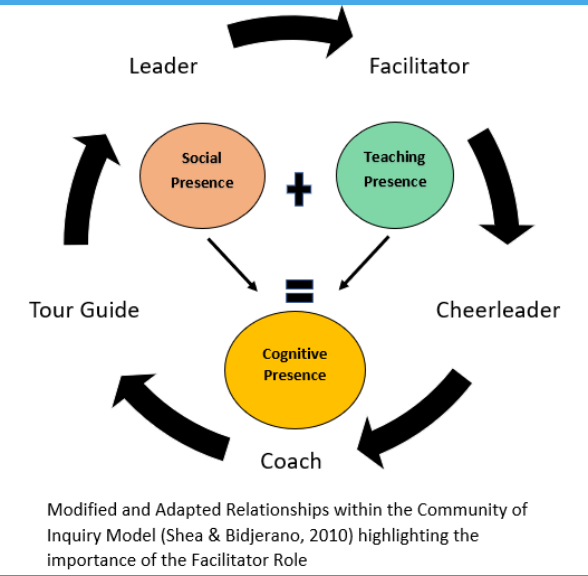 Leader
Facilitator
Social
Presence
+
Teaching
Presence
=
Tour Guide
Cheerleader
Cognitive
Presence
Coach
Modified and Adapted Relationships within the Community of
Inquiry Model (Shea & Bidjerano, 2010) highlighting the
importance of the Facilitator Role